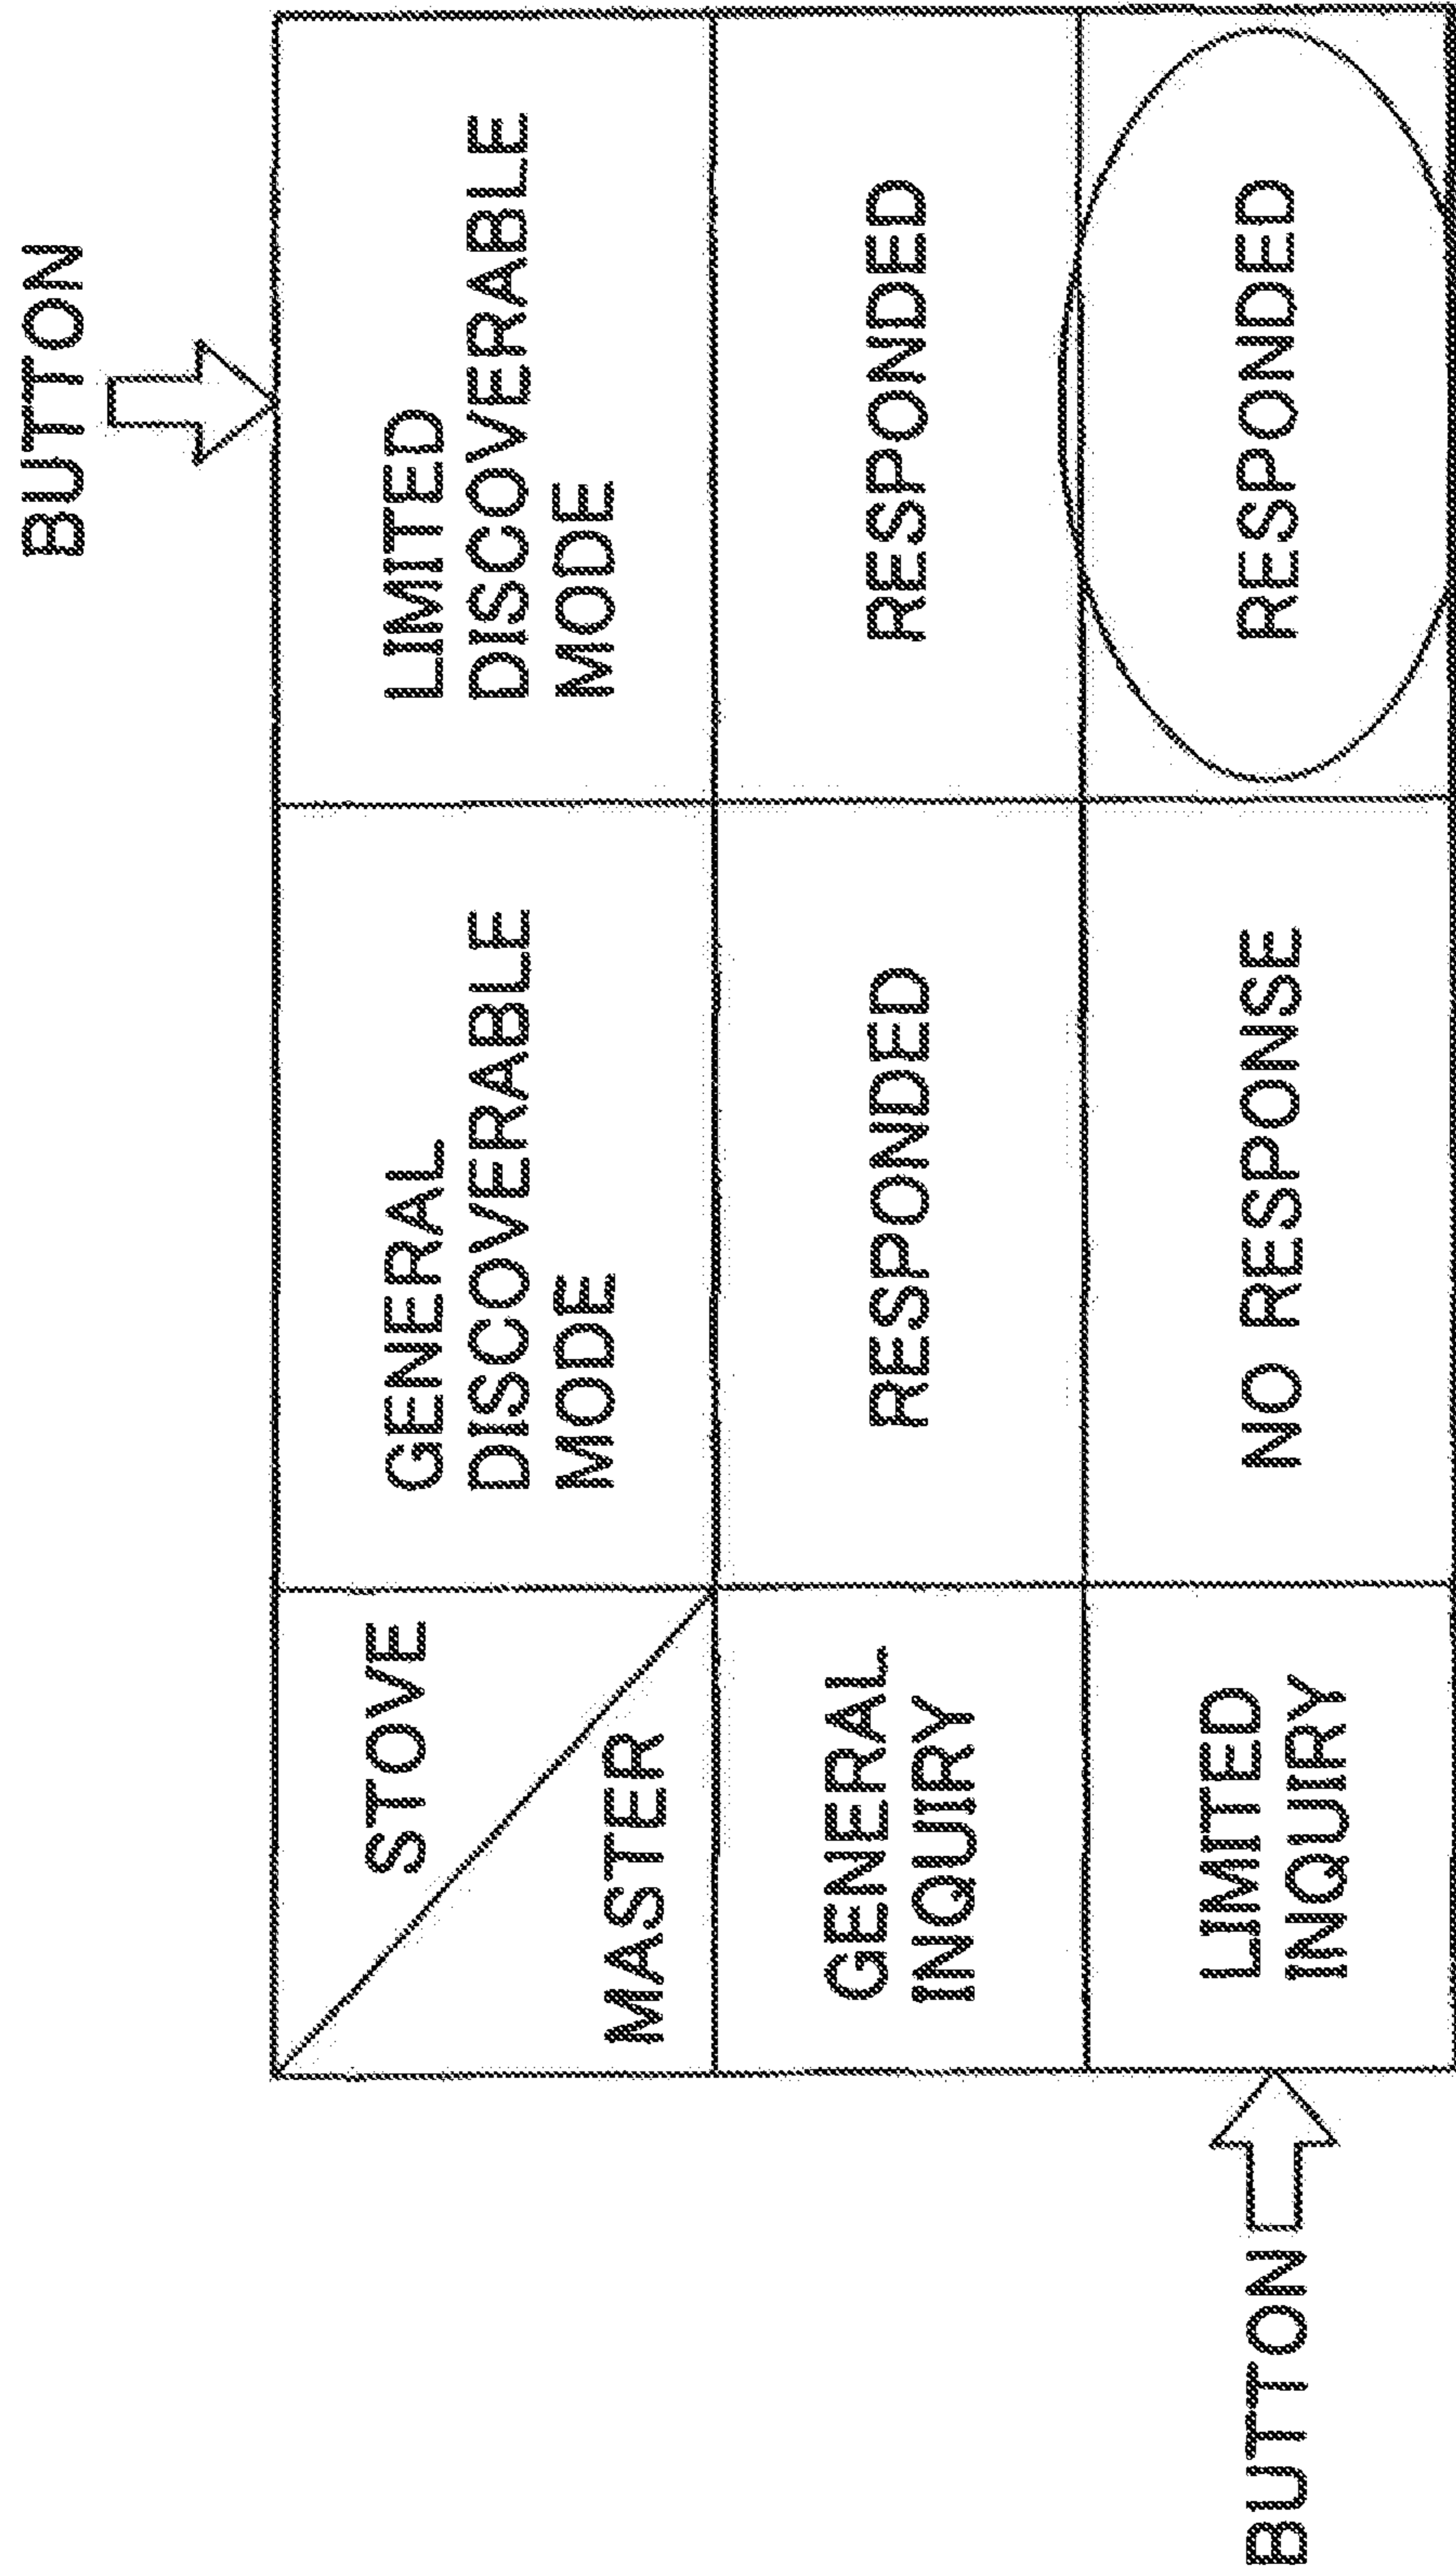 BUTTON
STOVE
MASTER
GENERAL
DISCOVERABLE
MODE
LIMITED
DISCOVERABLE
MODE
GENERAL
INQUIRY
RESPONDED
RESPONDED
BUTTON
LIMITED
INQUIRY
NO RESPONSE
RESPONDED